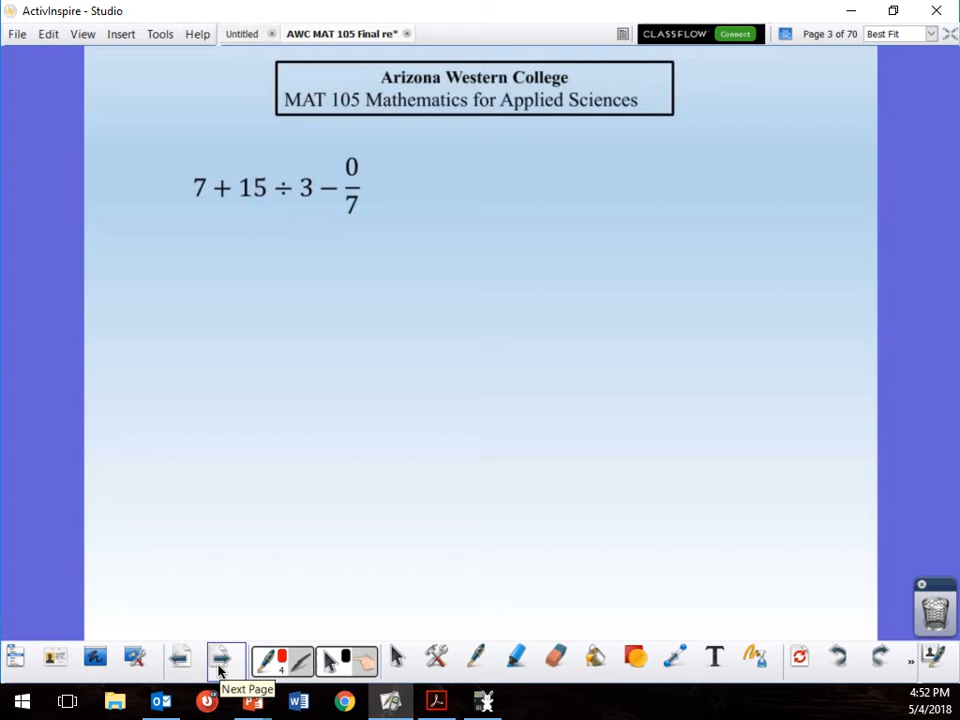 ActivInspire - Studio
File Edit View Insert Tools Help Untitled AWC MAT 105 Final re* CLASSFLOW Connect Page 3 of 70 Best Fit
Arizona Western College
MAT 105 Mathematics for Applied Sciences
7 + 15 ÷ 3 − 0/7
4
T
»
Next Page
4:52 PM
5/4/2018